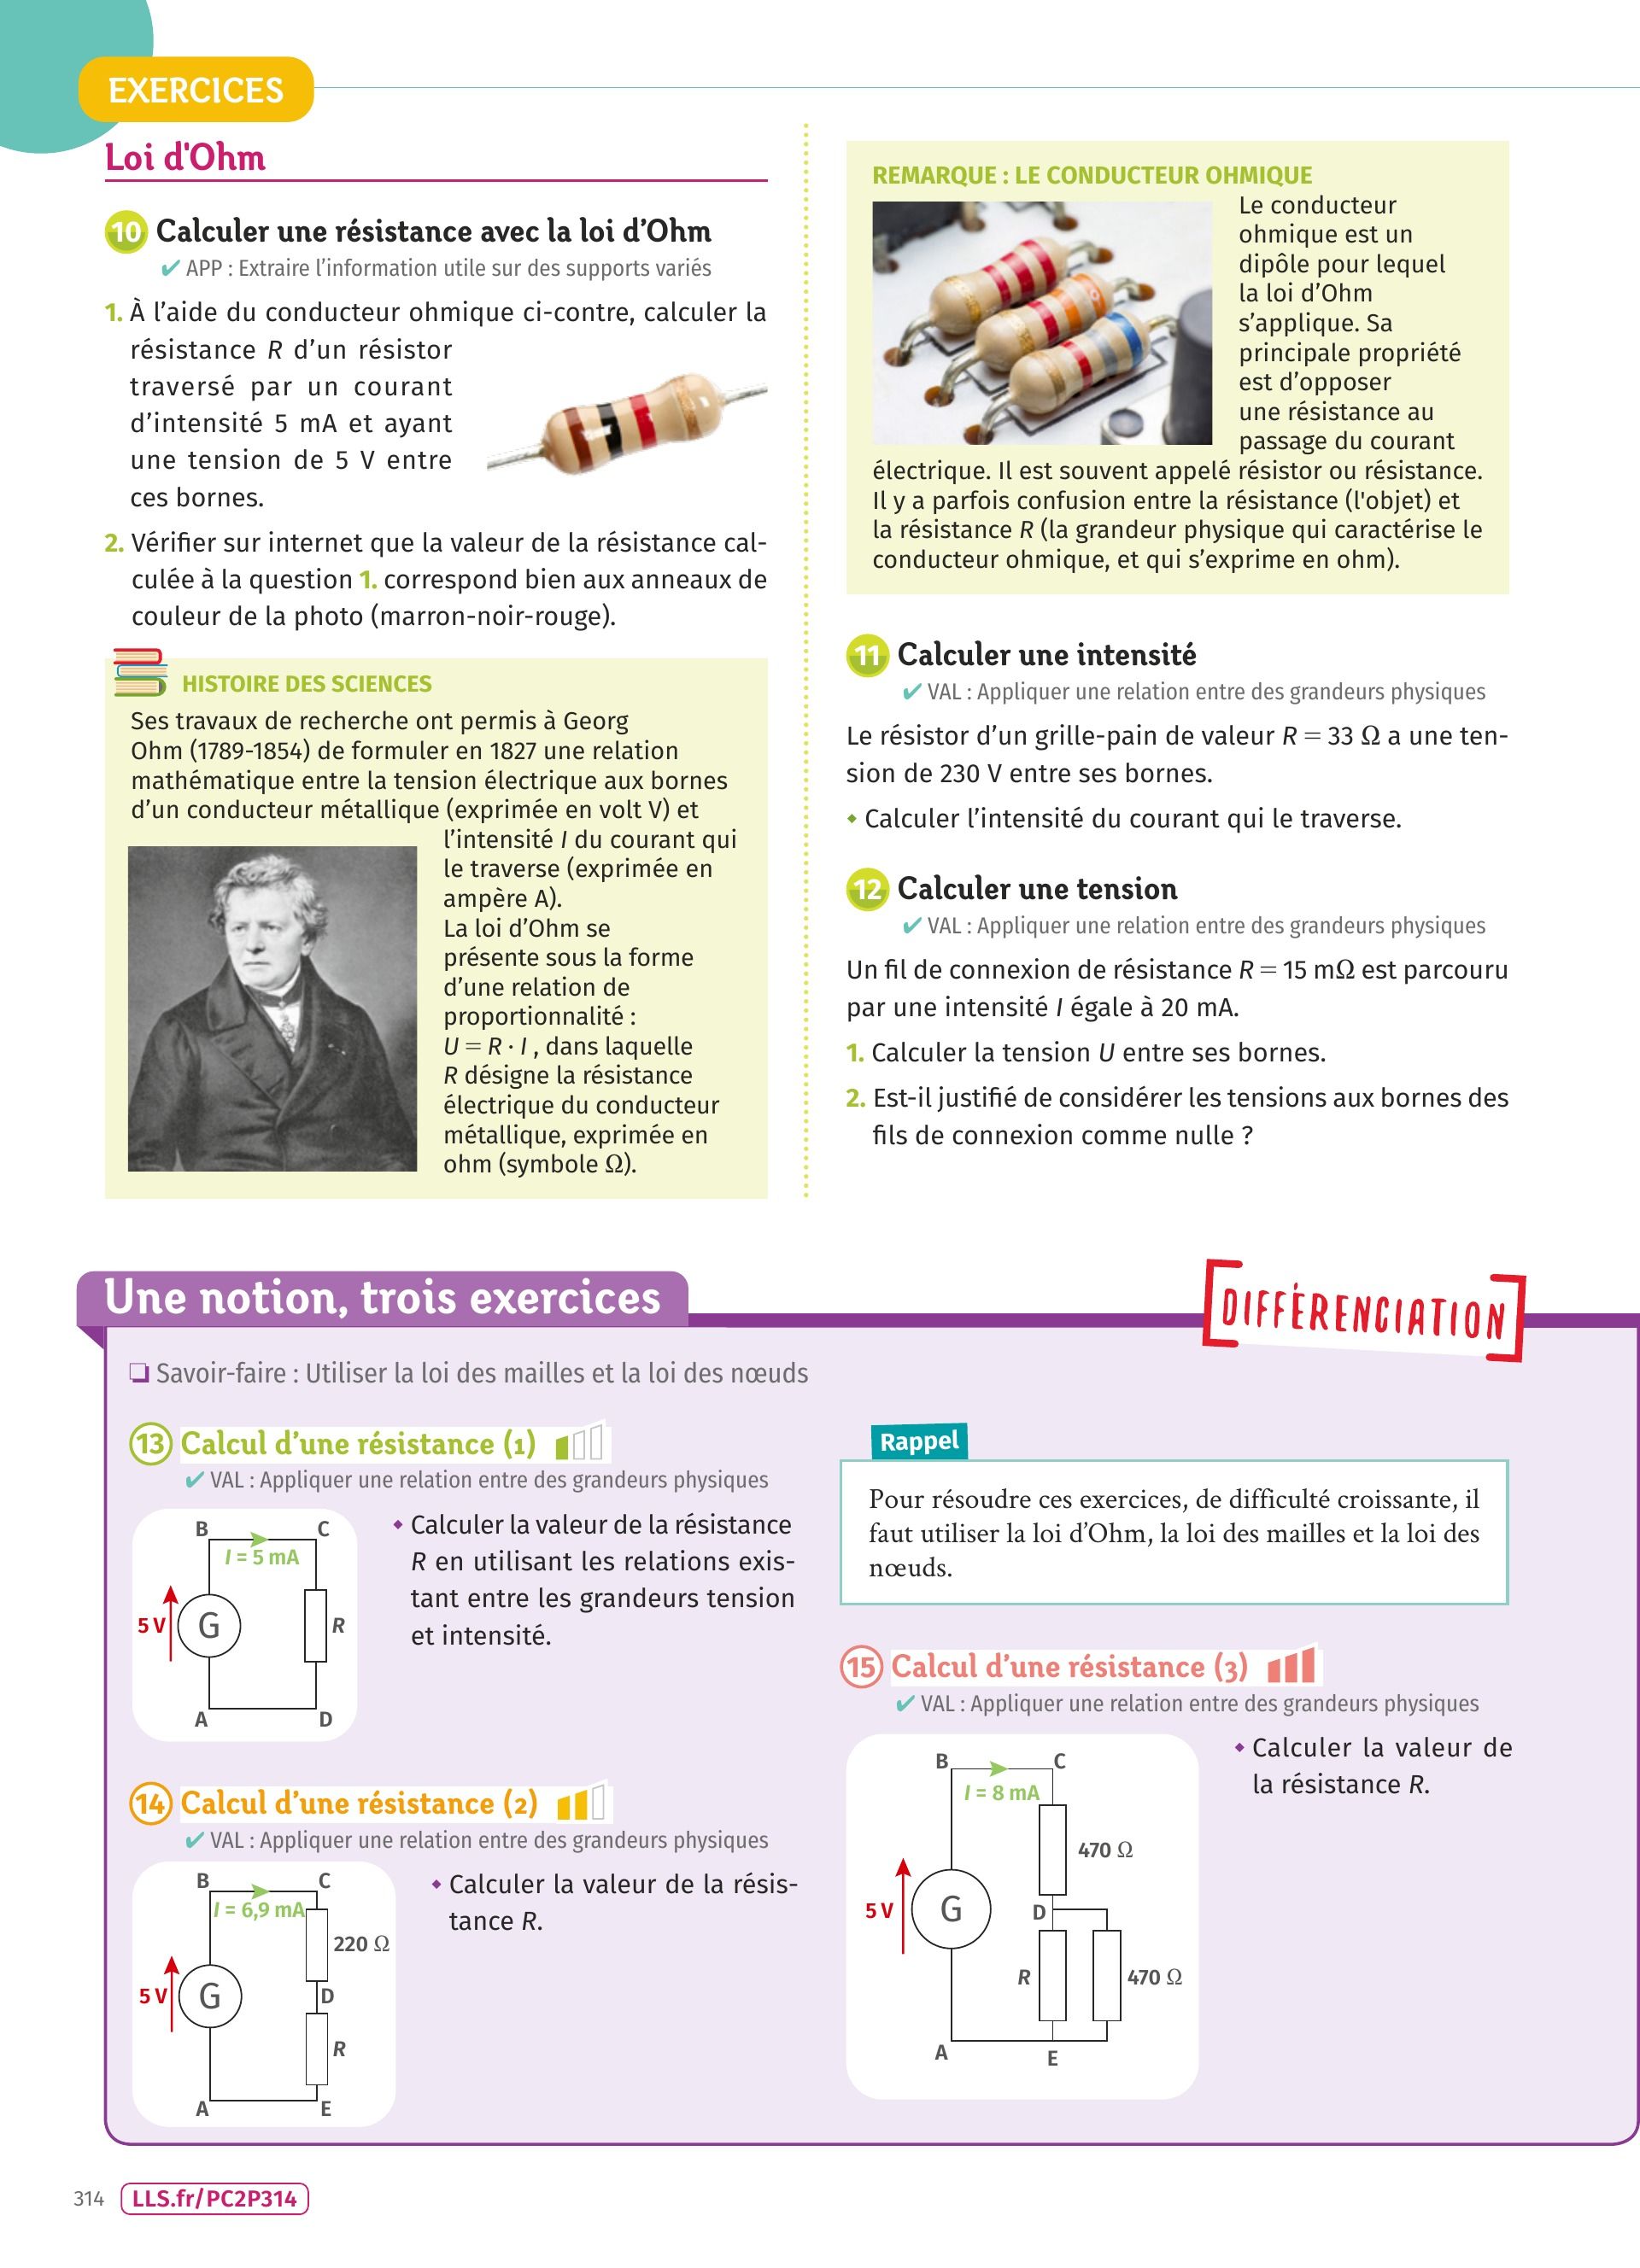 EXERCICES
Loi d'Ohm
10 Calculer une résistance avec la loi d’Ohm
✔ APP : Extraire l’information utile sur des supports variés
1. À l’aide du conducteur ohmique ci-contre, calculer la
résistance R d’un résistor
traversé par un courant
d’intensité 5 mA et ayant
une tension de 5 V entre
ces bornes.
2. Vérifier sur internet que la valeur de la résistance cal-
culée à la question 1. correspond bien aux anneaux de
couleur de la photo (marron-noir-rouge).
HISTOIRE DES SCIENCES
Ses travaux de recherche ont permis à Georg
Ohm (1789-1854) de formuler en 1827 une relation
mathématique entre la tension électrique aux bornes
d’un conducteur métallique (exprimée en volt V) et
l’intensité I du courant qui
le traverse (exprimée en
ampère A).
La loi d’Ohm se
présente sous la forme
d’une relation de
proportionnalité :
U = R · I , dans laquelle
R désigne la résistance
électrique du conducteur
métallique, exprimée en
ohm (symbole Ω).
REMARQUE : LE CONDUCTEUR OHMIQUE
Le conducteur
ohmique est un
dipôle pour lequel
la loi d’Ohm
s’applique. Sa
principale propriété
est d’opposer
une résistance au
passage du courant
électrique. Il est souvent appelé résistor ou résistance.
Il y a parfois confusion entre la résistance (l'objet) et
la résistance R (la grandeur physique qui caractérise le
conducteur ohmique, et qui s’exprime en ohm).
11 Calculer une intensité
✔ VAL : Appliquer une relation entre des grandeurs physiques
Le résistor d’un grille-pain de valeur R = 33 Ω a une ten-
sion de 230 V entre ses bornes.
• Calculer l’intensité du courant qui le traverse.
12 Calculer une tension
✔ VAL : Appliquer une relation entre des grandeurs physiques
Un fil de connexion de résistance R = 15 mΩ est parcouru
par une intensité I égale à 20 mA.
1. Calculer la tension U entre ses bornes.
2. Est-il justifié de considérer les tensions aux bornes des
fils de connexion comme nulle ?
Une notion, trois exercices
DIFFÉRENCIATION
❏ Savoir-faire : Utiliser la loi des mailles et la loi des nœuds
13 Calcul d’une résistance (1)
✔ VAL : Appliquer une relation entre des grandeurs physiques
B C
I = 5 mA
5 V G R
A D
• Calculer la valeur de la résistance
R en utilisant les relations exis-
tant entre les grandeurs tension
et intensité.
14 Calcul d’une résistance (2)
✔ VAL : Appliquer une relation entre des grandeurs physiques
B C
I = 6,9 mA
220 Ω
5 V G D
R
A E
• Calculer la valeur de la résis-
tance R.
Rappel
Pour résoudre ces exercices, de difficulté croissante, il
faut utiliser la loi d’Ohm, la loi des mailles et la loi des
nœuds.
15 Calcul d’une résistance (3)
✔ VAL : Appliquer une relation entre des grandeurs physiques
B C
I = 8 mA
470 Ω
5 V G D
R 470 Ω
A E
• Calculer la valeur de
la résistance R.
314 LLS.fr/PC2P314